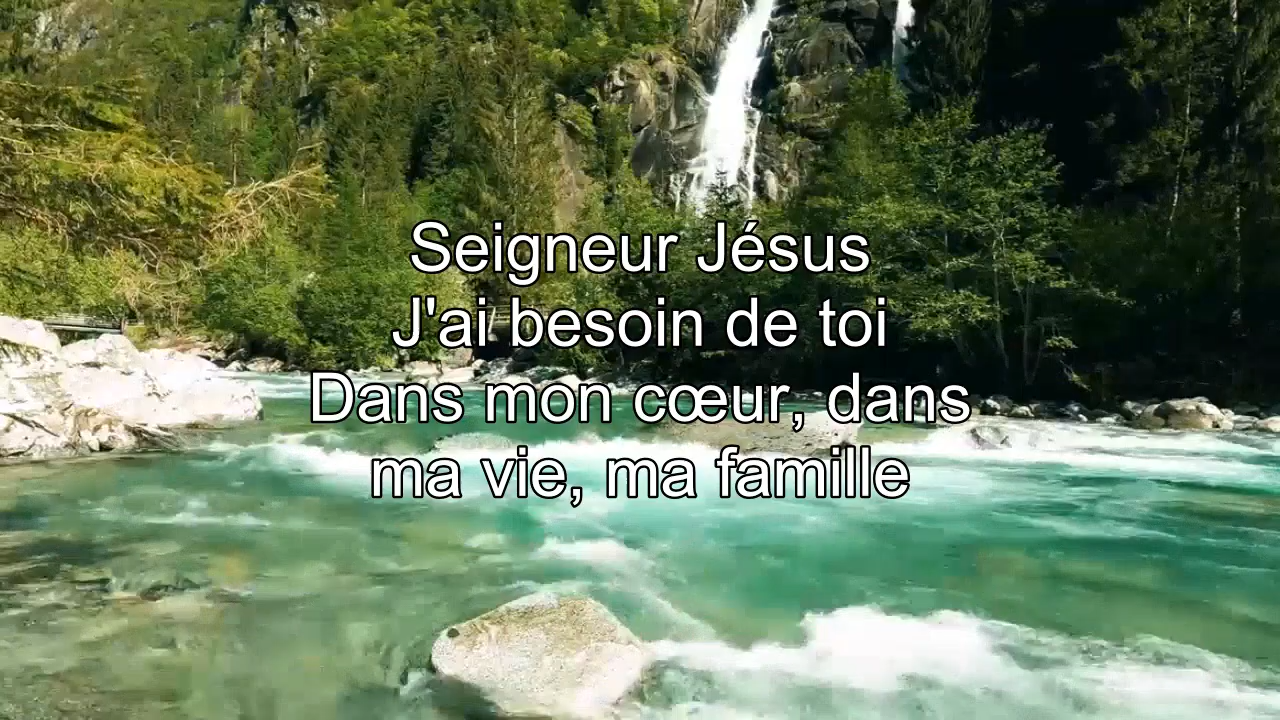 Seigneur Jésus
J'ai besoin de toi
Dans mon cœur, dans
ma vie, ma famille